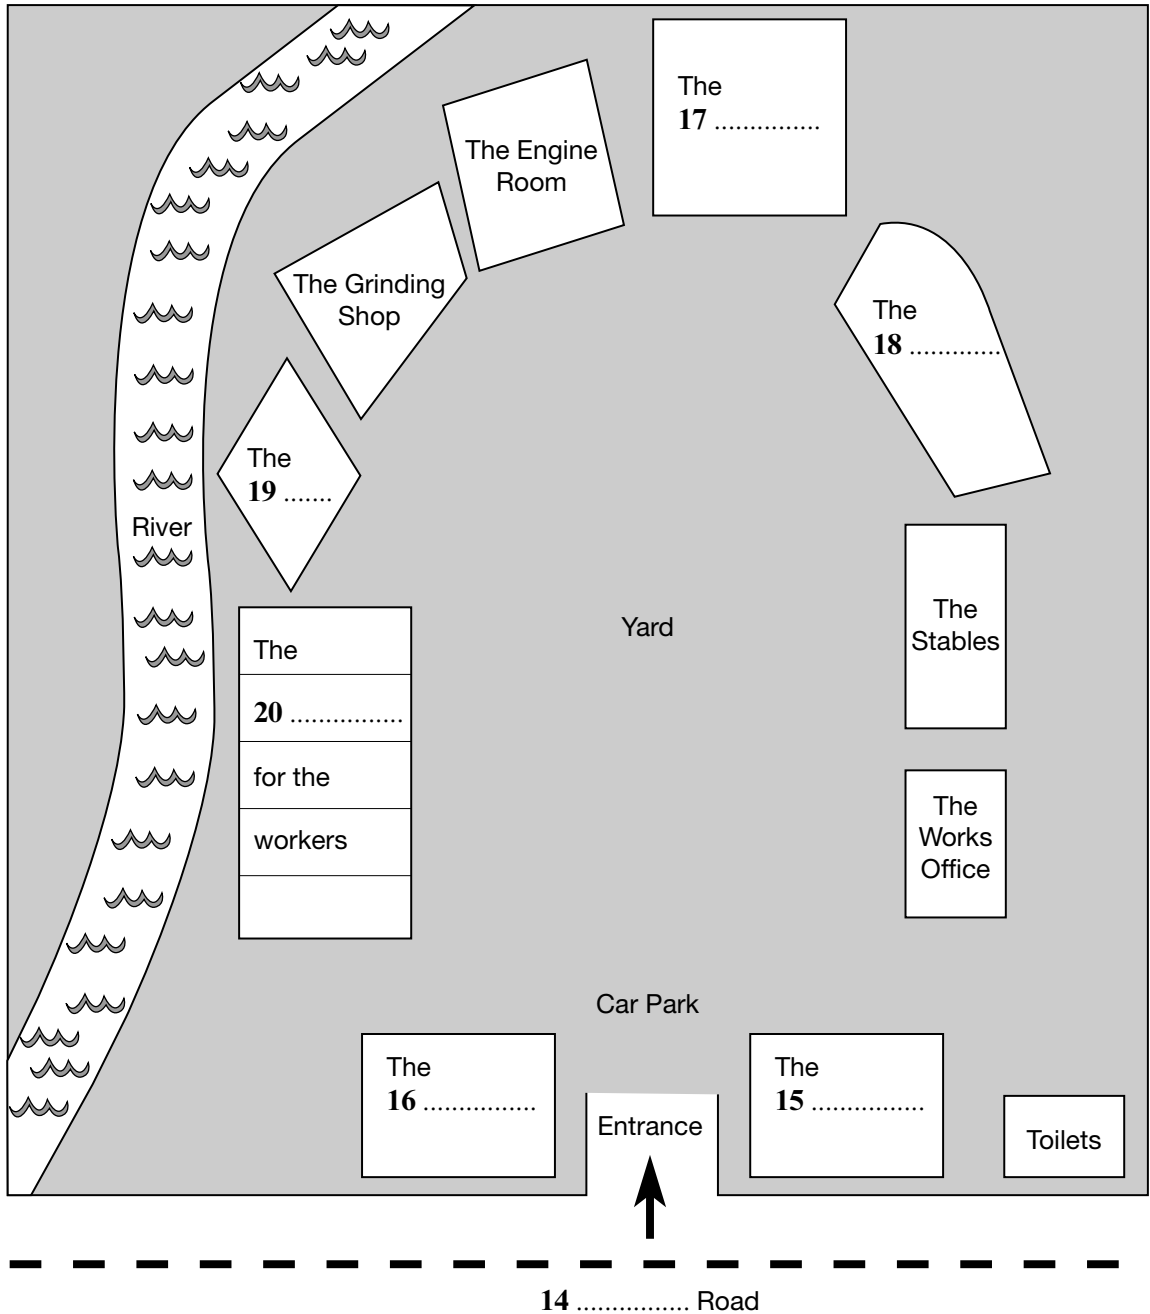 The
17 ...............
The Engine
Room
The Grinding
Shop
The
18 .............
The
19 .......
River
The
20 ................
for the
workers
Yard
The
Stables
The
Works
Office
Car Park
The
16 ................
Entrance
The
15 ................
Toilets
14 ................ Road